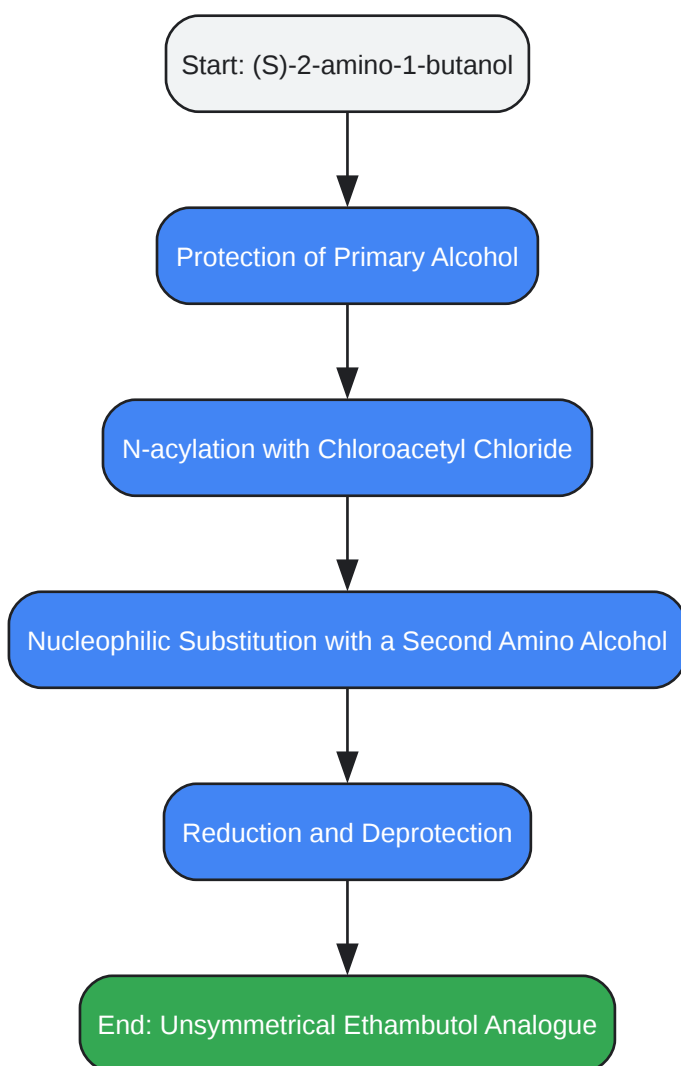 Start: (S)-2-amino-1-butanol
Protection of Primary Alcohol
N-acylation with Chloroacetyl Chloride
Nucleophilic Substitution with a Second Amino Alcohol
Reduction and Deprotection
End: Unsymmetrical Ethambutol Analogue